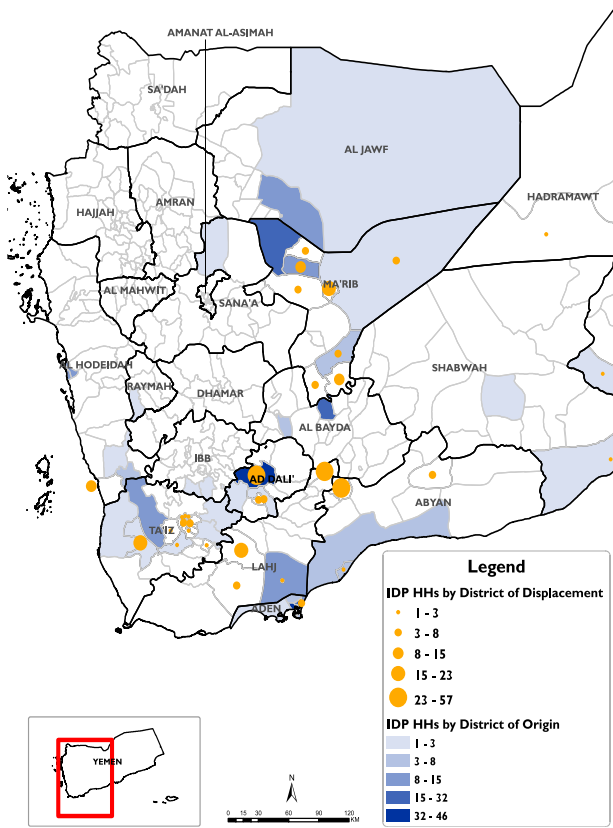 AMANAT AL-ASIMAH
SA'DAH
AL JAWF
HADRAMAWT
HAJJAH
AMRAN
AL MAHWIT
SANA'A
MA'RIB
AL HODEIDAH
RAYMAH
DHAMAR
SHABWAH
AL BAYDA
IBB
AD DALI'
ABYAN
TA'IZ
LAHJ
ADEN
Legend
IDP HHs by District of Displacement
1 - 3
3 - 8
8 - 15
15 - 23
23 - 57
IDP HHs by District of Origin
1 - 3
3 - 8
8 - 15
15 - 32
32 - 46
YEMEN
N
0 15 30 60 90 120
KM